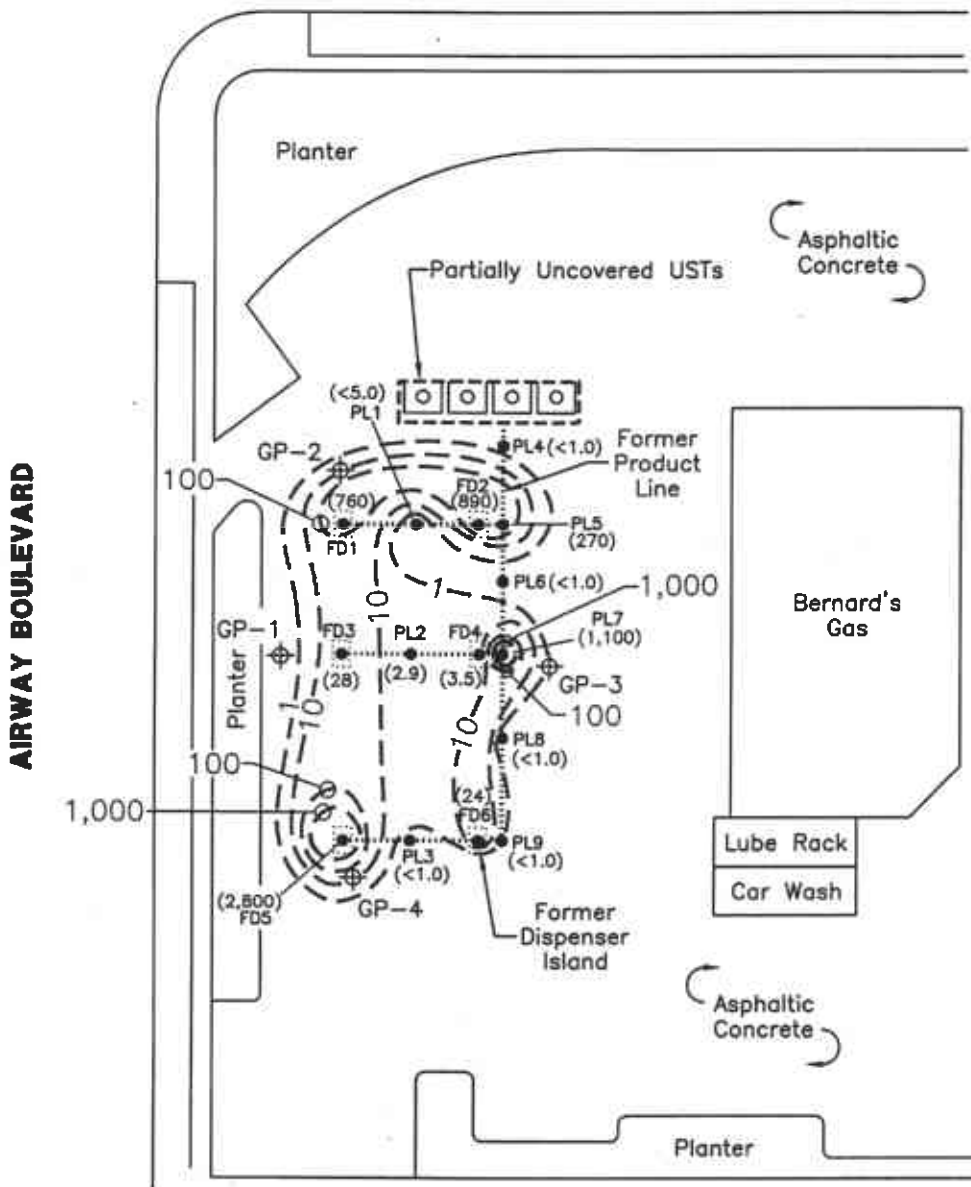 Planter
Asphaltic
Concrete
Partially Uncovered USTs
(<5.0)
PL1
GP-2
100
(760)
FD1
FD2
(890)
PL4(<1.0)
Former
Product
Line
PL5
(270)
PL6(<1.0)
1
10
1,000
PL7
(1,100)
Bernard's
Gas
AIRWAY BOULEVARD
GP-1
FD3
(28)
PL2
(2.9)
FD4
(3.5)
GP-3
100
Planter
1
10
10
PL8
(<1.0)
100
1,000
(24)
FD6
PL3
(<1.0)
PL9
(<1.0)
Lube Rack
Car Wash
(2,800)
FD5
GP-4
Former
Dispenser
Island
Asphaltic
Concrete
Planter